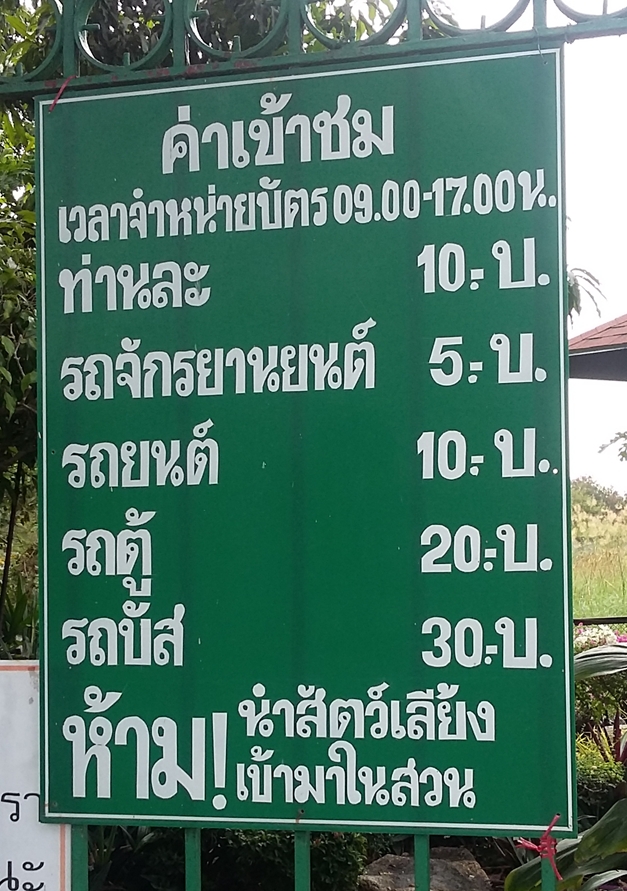 ค่าเข้าชม
เวลาจำหน่ายบัตร 09.00-17.00น..
ท่านละ 10.- บ.
รถจักรยานยนต์ 5.- บ.
รถยนต์ 10.- บ..
รถตู้ 20.-บ.
รถบัส 30.-บ.
ห้าม! นำสัตว์เลี้ยง
เข้ามาในสวน